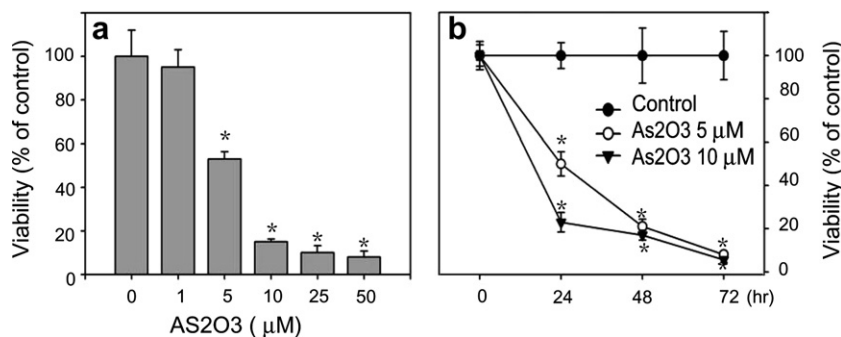 a
Viability (% of control)
100
80
60
40
20
0
* * * *
0 1 5 10 25 50
AS2O3 ( μM)
b
Control
As2O3 5 μM
As2O3 10 μM
* * * * * *
100
80
60
40
20
0
Viability (% of control)
0 24 48 72 (hr)